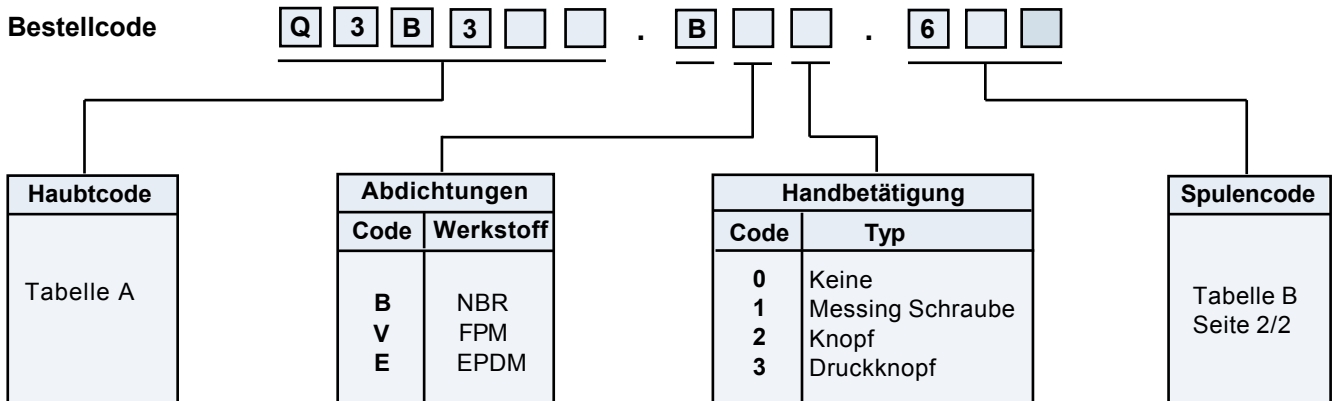 Bestellcode Q 3 B 3 . B . 6
Haubtcode
Tabelle A
Abdichtungen
Code Werkstoff
B NBR
V FPM
E EPDM
Handbetätigung
Code Typ
0 Keine
1 Messing Schraube
2 Knopf
3 Druckknopf
Spulencode
Tabelle B
Seite 2/2